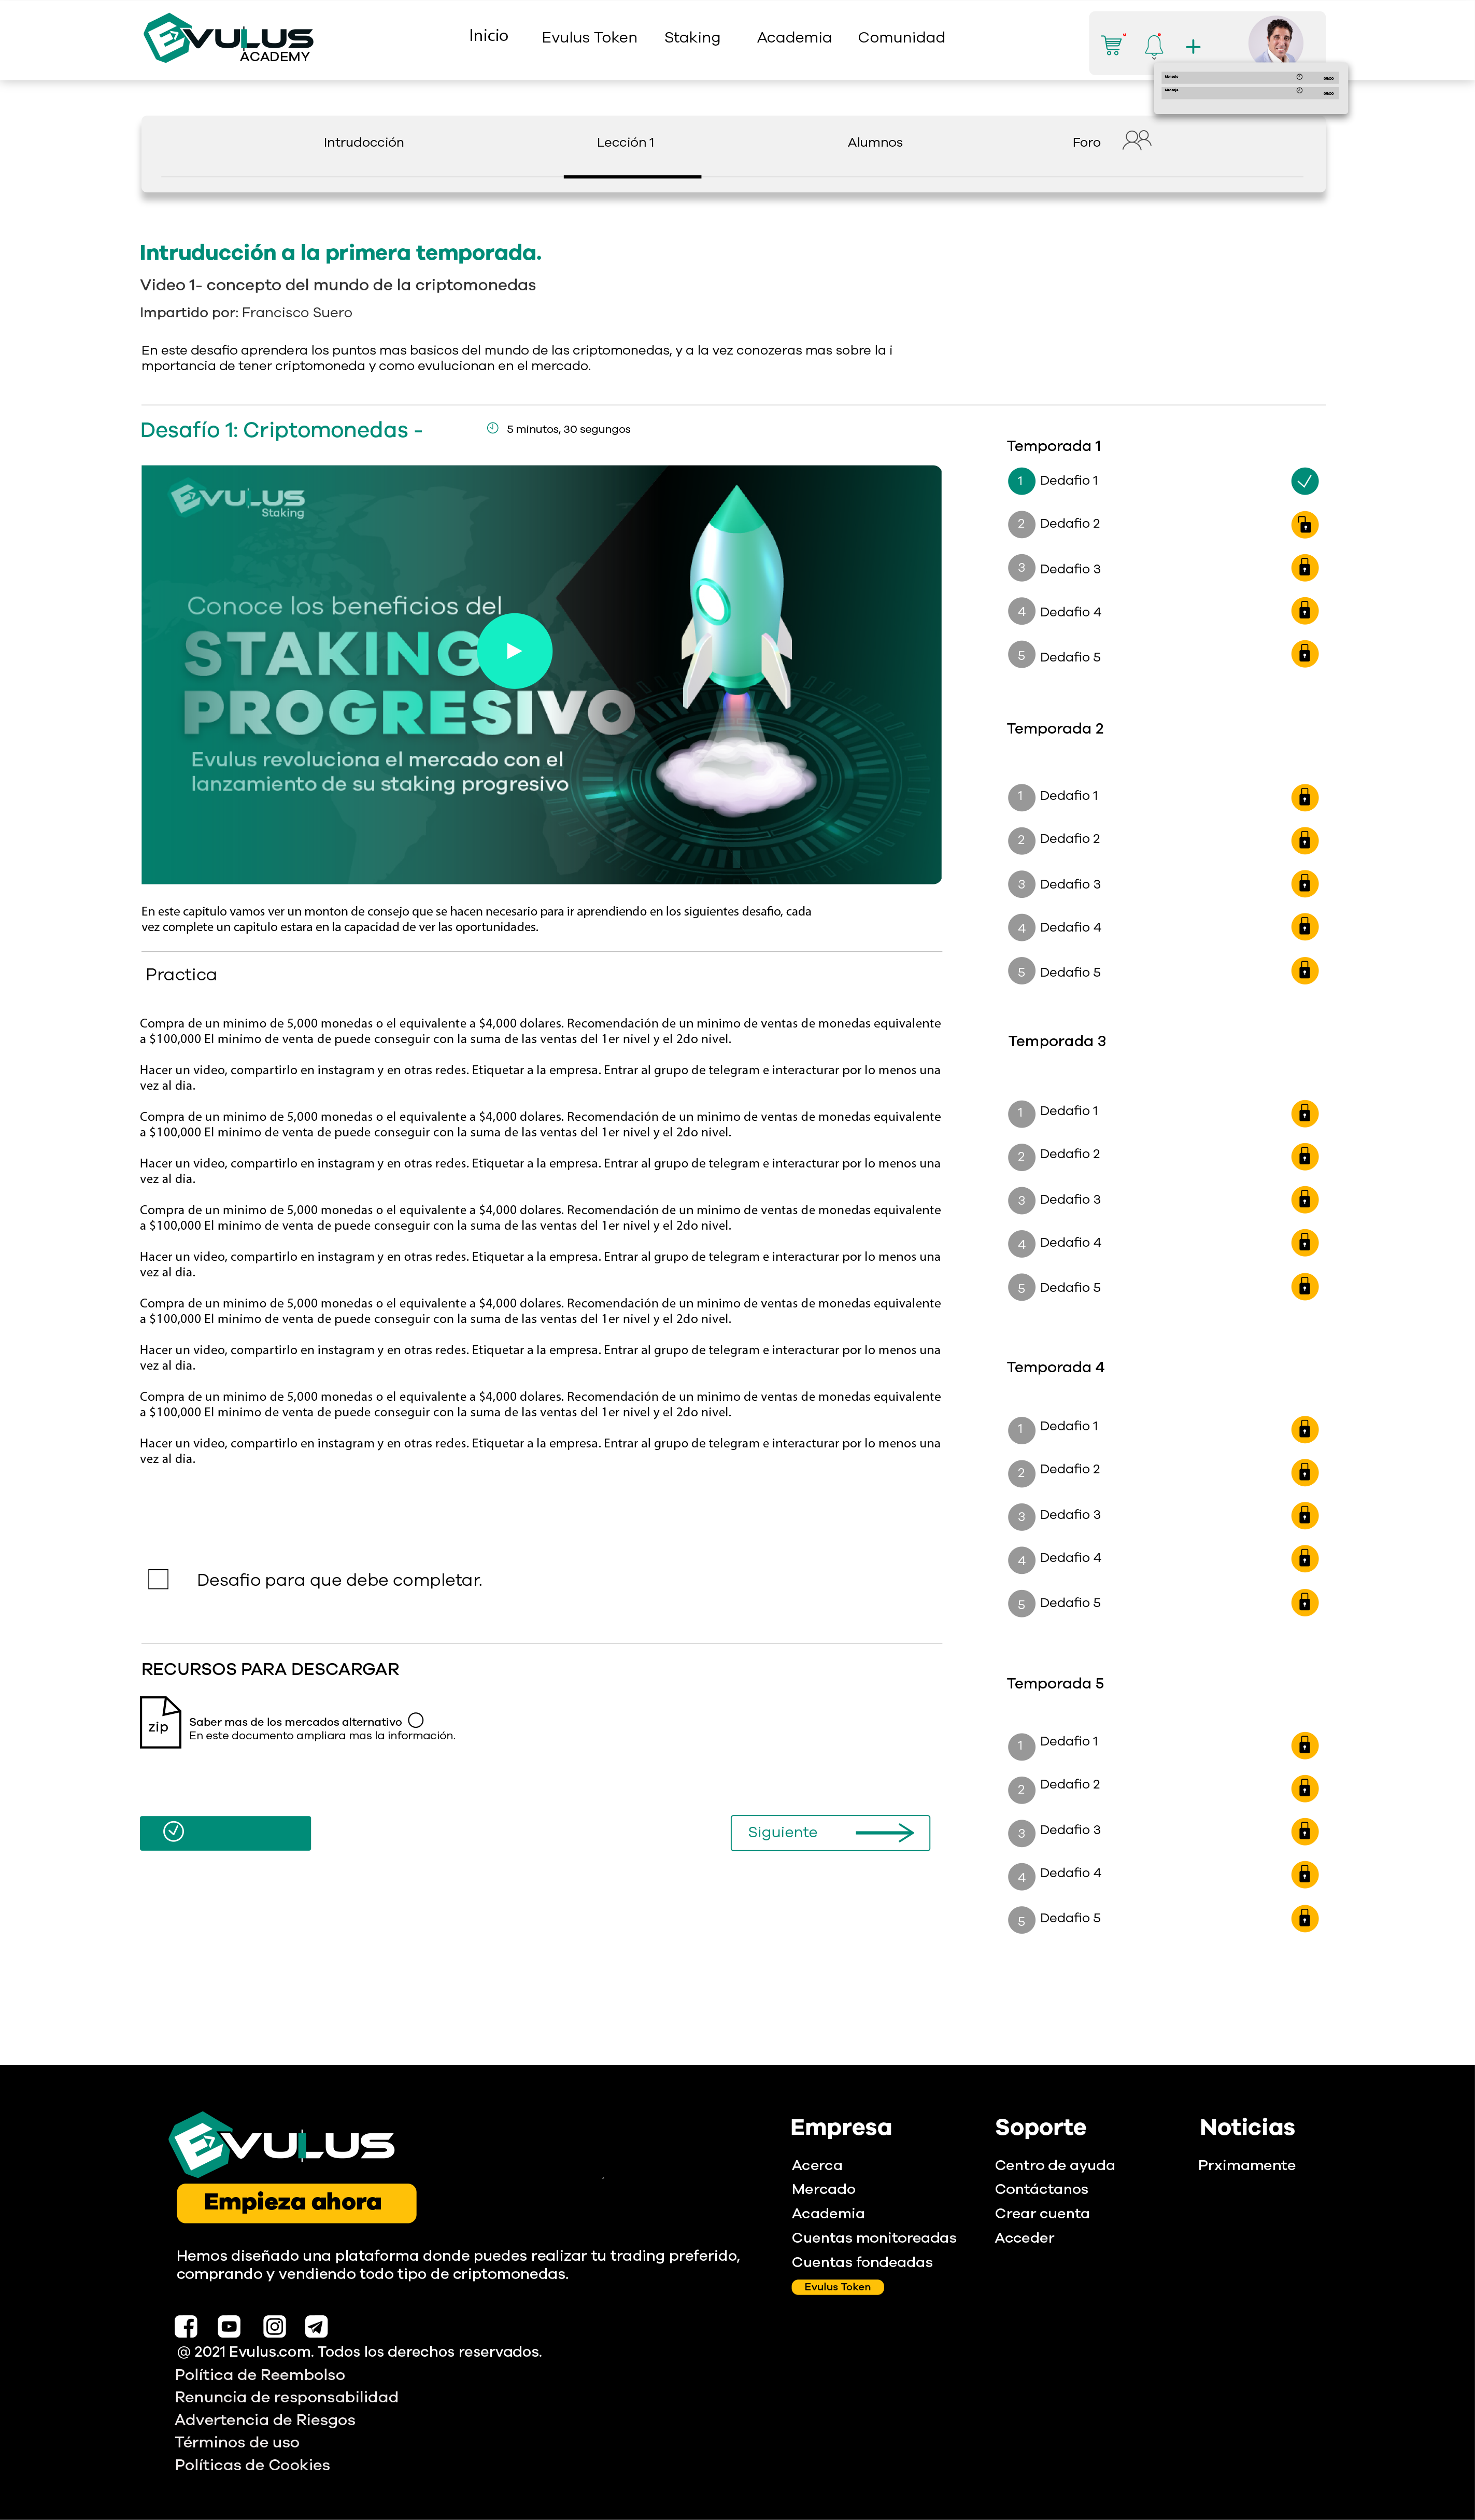 EVULUS
ACADEMY
Inicio
Evulus Token
Staking
Academia
Comunidad
Mensaje
Mensaje
Intrudocción
Lección 1
Alumnos
Foro
Intruducción a la primera temporada.
Video 1- concepto del mundo de la criptomonedas
Impartido por: Francisco Suero
En este desafio aprendera los puntos mas basicos del mundo de las criptomonedas, y a la vez conozeras mas sobre la i
mportancia de tener criptomoneda y como evulucionan en el mercado.
Desafío 1: Criptomonedas -
5 minutos, 30 segungos
EVULUS
Staking
Conoce los beneficios del
STAKING
PROGRESIVO
Evulus revoluciona el mercado con el
lanzamiento de su staking progresivo
En este capitulo vamos ver un monton de consejo que se hacen necesario para ir aprendiendo en los siguientes desafio, cada
vez complete un capitulo estara en la capacidad de ver las oportunidades.
Practica
Compra de un minimo de 5,000 monedas o el equivalente a $4,000 dolares. Recomendación de un minimo de ventas de monedas equivalente
a $100,000 El minimo de venta de puede conseguir con la suma de las ventas del 1er nivel y el 2do nivel.
Hacer un video, compartirlo en instagram y en otras redes. Etiquetar a la empresa. Entrar al grupo de telegram e interacturar por lo menos una
vez al dia.
Compra de un minimo de 5,000 monedas o el equivalente a $4,000 dolares. Recomendación de un minimo de ventas de monedas equivalente
a $100,000 El minimo de venta de puede conseguir con la suma de las ventas del 1er nivel y el 2do nivel.
Hacer un video, compartirlo en instagram y en otras redes. Etiquetar a la empresa. Entrar al grupo de telegram e interacturar por lo menos una
vez al dia.
Compra de un minimo de 5,000 monedas o el equivalente a $4,000 dolares. Recomendación de un minimo de ventas de monedas equivalente
a $100,000 El minimo de venta de puede conseguir con la suma de las ventas del 1er nivel y el 2do nivel.
Hacer un video, compartirlo en instagram y en otras redes. Etiquetar a la empresa. Entrar al grupo de telegram e interacturar por lo menos una
vez al dia.
Compra de un minimo de 5,000 monedas o el equivalente a $4,000 dolares. Recomendación de un minimo de ventas de monedas equivalente
a $100,000 El minimo de venta de puede conseguir con la suma de las ventas del 1er nivel y el 2do nivel.
Hacer un video, compartirlo en instagram y en otras redes. Etiquetar a la empresa. Entrar al grupo de telegram e interacturar por lo menos una
vez al dia.
Compra de un minimo de 5,000 monedas o el equivalente a $4,000 dolares. Recomendación de un minimo de ventas de monedas equivalente
a $100,000 El minimo de venta de puede conseguir con la suma de las ventas del 1er nivel y el 2do nivel.
Hacer un video, compartirlo en instagram y en otras redes. Etiquetar a la empresa. Entrar al grupo de telegram e interacturar por lo menos una
vez al dia.
Desafio para que debe completar.
RECURSOS PARA DESCARGAR
zip
Saber mas de los mercados alternativo
En este documento ampliara mas la información.
Siguiente
Temporada 1
1 Dedafio 1
2 Dedafio 2
3 Dedafio 3
4 Dedafio 4
5 Dedafio 5
Temporada 2
1 Dedafio 1
2 Dedafio 2
3 Dedafio 3
4 Dedafio 4
5 Dedafio 5
Temporada 3
1 Dedafio 1
2 Dedafio 2
3 Dedafio 3
4 Dedafio 4
5 Dedafio 5
Temporada 4
1 Dedafio 1
2 Dedafio 2
3 Dedafio 3
4 Dedafio 4
5 Dedafio 5
Temporada 5
1 Dedafio 1
2 Dedafio 2
3 Dedafio 3
4 Dedafio 4
5 Dedafio 5
EVULUS
Empieza ahora
Hemos diseñado una plataforma donde puedes realizar tu trading preferido,
comprando y vendiendo todo tipo de criptomonedas.
@ 2021 Evulus.com. Todos los derechos reservados.
Política de Reembolso
Renuncia de responsabilidad
Advertencia de Riesgos
Términos de uso
Políticas de Cookies
Empresa
Acerca
Mercado
Academia
Cuentas monitoreadas
Cuentas fondeadas
Evulus Token
Soporte
Centro de ayuda
Contáctanos
Crear cuenta
Acceder
Noticias
Prximamente